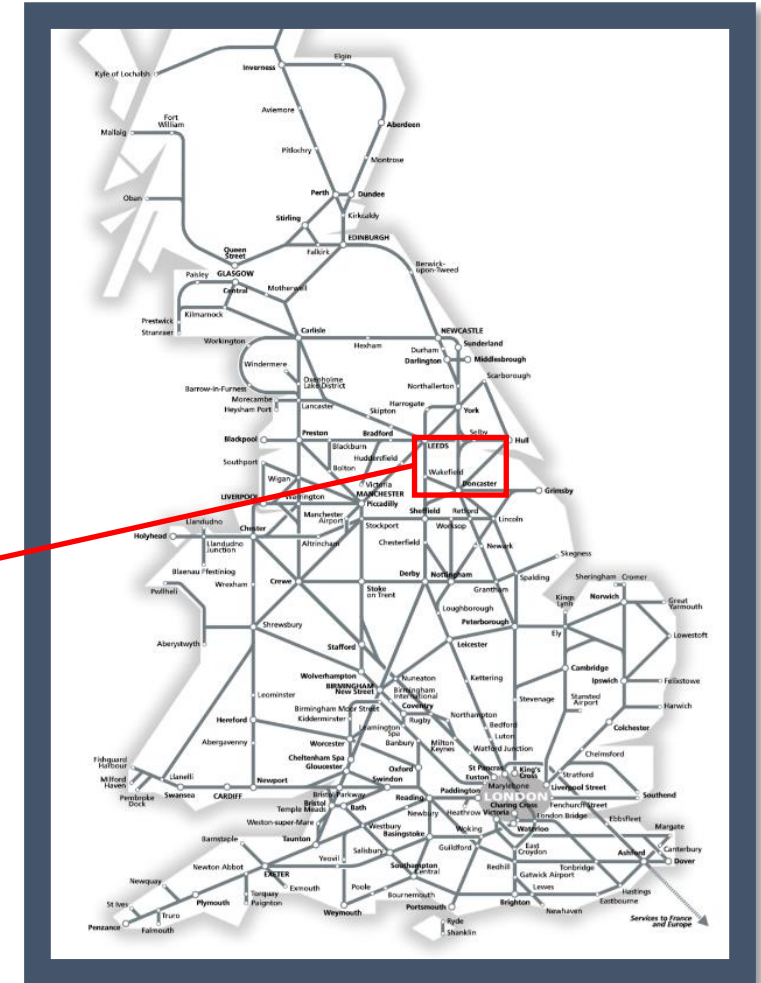 Elgin
Inverness
Kyle of Lochalsh
Aviemore
Fort
William
Mallaig
Aberdeen
Pitlochry
Montrose
Perth
Dundee
Oban
Stirling
Kirkcaldy
EDINBURGH
Queen
Street
Falkirk
Berwick-
upon-Tweed
Paisley
GLASGOW
Central
Motherwell
Prestwick
Kilmarnock
Stranraer
Carlisle
NEWCASTLE
Workington
Hexham
Sunderland
Durham
Darlington
Middlesbrough
Windermere
Scarborough
Oxenholme
Lake District
Northallerton
Barrow-in-Furness
Morecambe
Heysham Port
Lancaster
Harrogate
York
Skipton
Selby
Blackpool
Preston
Bradford
LEEDS
Hull
Blackburn
Huddersfield
Southport
Bolton
Wakefield
Wigan
Victoria
Doncaster
MANCHESTER
Piccadilly
Grimsby
LIVERPOOL
Warrington
Sheffield
Retford
Manchester
Airport
Lincoln
Llandudno
Stockport
Worksop
Holyhead
Chester
Llandudno
Junction
Altrincham
Chesterfield
Newark
Skegness
Blaenau Ffestiniog
Wrexham
Crewe
Stoke
on Trent
Derby
Nottingham
Spalding
Sheringham
Cromer
Pwllheli
Grantham
Kings
Lynn
Norwich
Great
Yarmouth
Loughborough
Peterborough
Aberystwyth
Shrewsbury
Ely
Lowestoft
Stafford
Leicester
Wolverhampton
Cambridge
BIRMINGHAM
New Street
Nuneaton
Kettering
Ipswich
Felixstowe
Leominster
Birmingham
International
Stansted
Airport
Birmingham Moor Street
Coventry
Stevenage
Harwich
Kidderminster
Rugby
Northampton
Hereford
Leamington
Spa
Bedford
Colchester
Worcester
Banbury
Milton
Keynes
Luton
Abergavenny
Watford Junction
Chelmsford
Cheltenham Spa
Gloucester
Oxford
St Pancras
King's
Cross
Fishguard
Harbour
Llanelli
Euston
Stratford
Milford
Haven
Swindon
Paddington
Marylebone
Liverpool Street
Newport
Bristol Parkway
Reading
LONDON
Southend
Pembroke
Dock
Swansea
CARDIFF
Bristol
Temple Meads
Bath
Heathrow
Victoria
Charing Cross
Fenchurch Street
Newbury
London Bridge
Ebbsfleet
Weston-super-Mare
Westbury
Waterloo
Margate
Barnstaple
Taunton
Basingstoke
Woking
East
Croydon
Canterbury
Salisbury
Guildford
Ashford
Dover
Newton Abbot
Yeovil
Redhill
Tonbridge
EXETER
Southampton
Central
Gatwick Airport
Newquay
Exmouth
Poole
Lewes
Hastings
St Ives
Torquay
Paignton
Bournemouth
Eastbourne
Plymouth
Portsmouth
Brighton
Newhaven
Truro
Weymouth
Penzance
Falmouth
Ryde
Shanklin
Services to France
and Europe